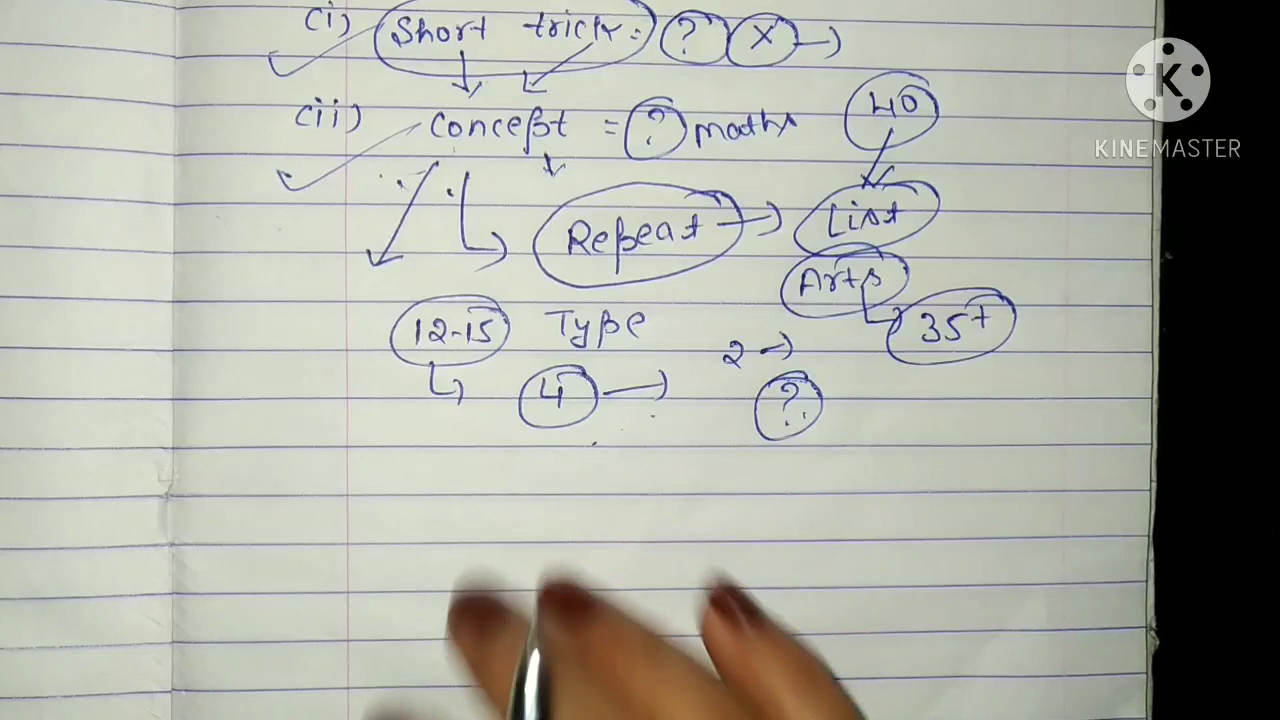 (i) Short trick = ? x
K
KINEMASTER
(ii) Concept = ? maths 40
Repeat List
Arts
12-15 Type 35+
2
4 ?